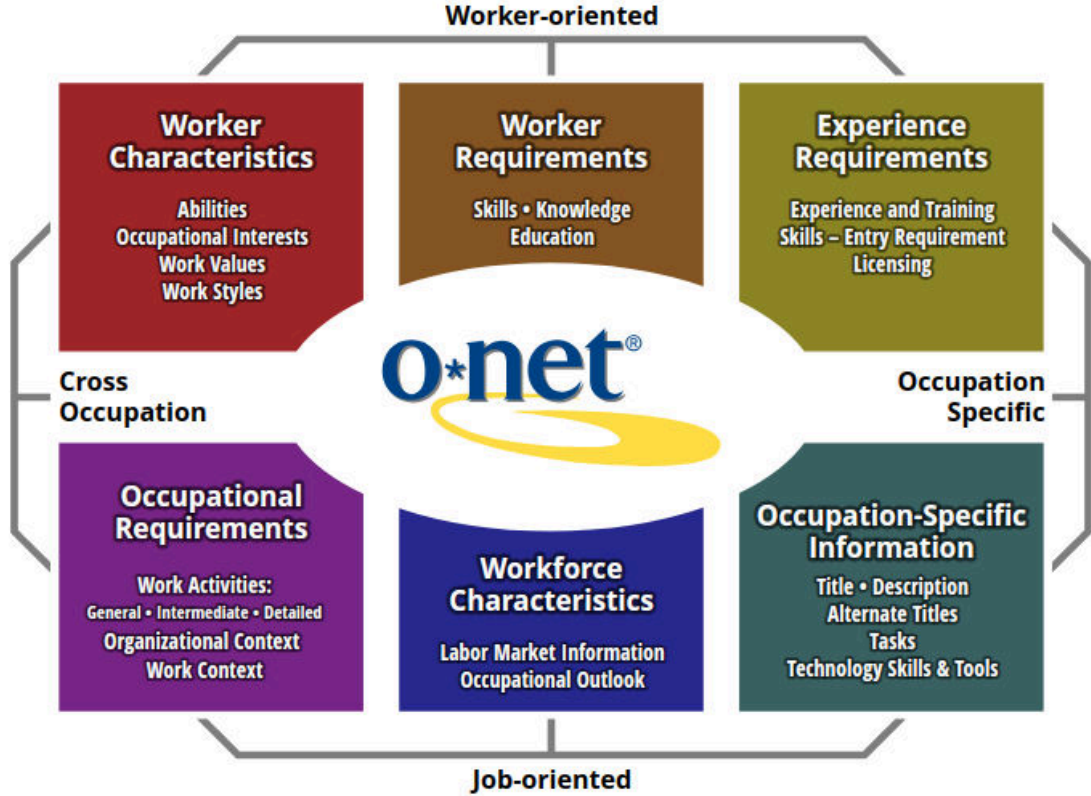 Worker-oriented
Worker
Characteristics
Abilities
Occupational Interests
Work Values
Work Styles
Worker
Requirements
Skills • Knowledge
Education
Experience
Requirements
Experience and Training
Skills – Entry Requirement
Licensing
Cross
Occupation
o*net®
Occupation
Specific
Occupational
Requirements
Work Activities:
General • Intermediate • Detailed
Organizational Context
Work Context
Workforce
Characteristics
Labor Market Information
Occupational Outlook
Occupation-Specific
Information
Title • Description
Alternate Titles
Tasks
Technology Skills & Tools
Job-oriented